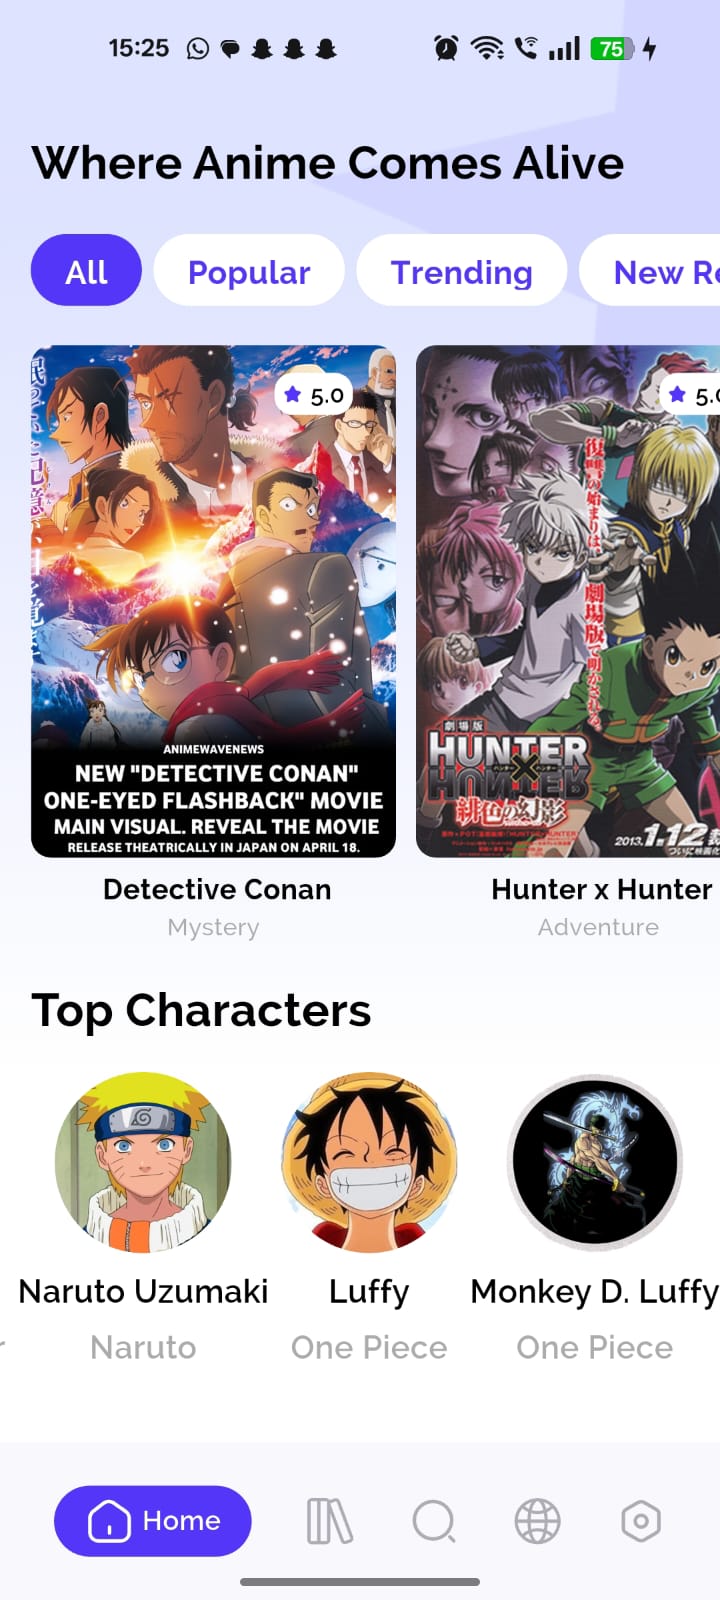 15:25
75
Where Anime Comes Alive
All
Popular
Trending
New Re
5.0
5.0
復讐の始まりは、
劇場版で明かされる。
劇場版
HUNTER
HUNTER
緋色の幻影
2013.1.12
ANIMEWAVENEWS
NEW "DETECTIVE CONAN"
ONE-EYED FLASHBACK" MOVIE
MAIN VISUAL. REVEAL THE MOVIE
RELEASE THEATRICALLY IN JAPAN ON APRIL 18.
Detective Conan
Hunter x Hunter
Mystery
Adventure
Top Characters
Naruto Uzumaki
Luffy
Monkey D. Luffy
Naruto
One Piece
One Piece
Home